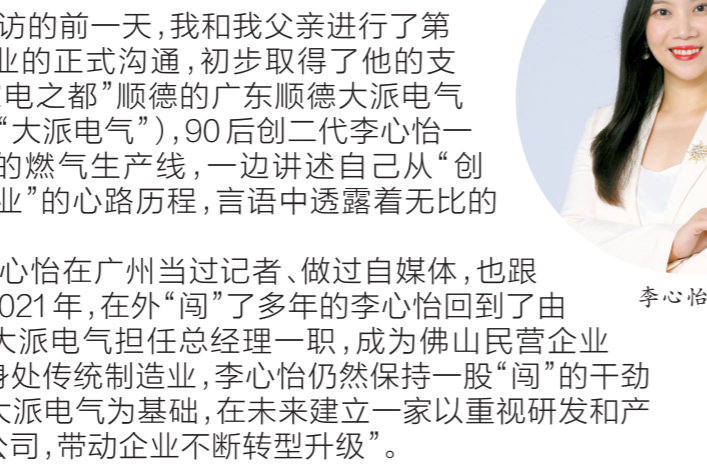 访的前一天，我和我父亲进行了第
业的正式沟通，初步取得了他的支
电之都”顺德的广东顺德大派电气
“大派电气”），90后创二代李心怡一
的燃气生产线，一边讲述自己从“创
业”的心路历程，言语中透露着无比的
心怡在广州当过记者、做过自媒体，也跟
021年，在外“闯”了多年的李心怡回到了由
大派电气担任总经理一职，成为佛山民营企业
身处传统制造业，李心怡仍然保持一股“闯”的干劲
大派电气为基础，在未来建立一家以重视研发和产
公司，带动企业不断转型升级”。
李心怡